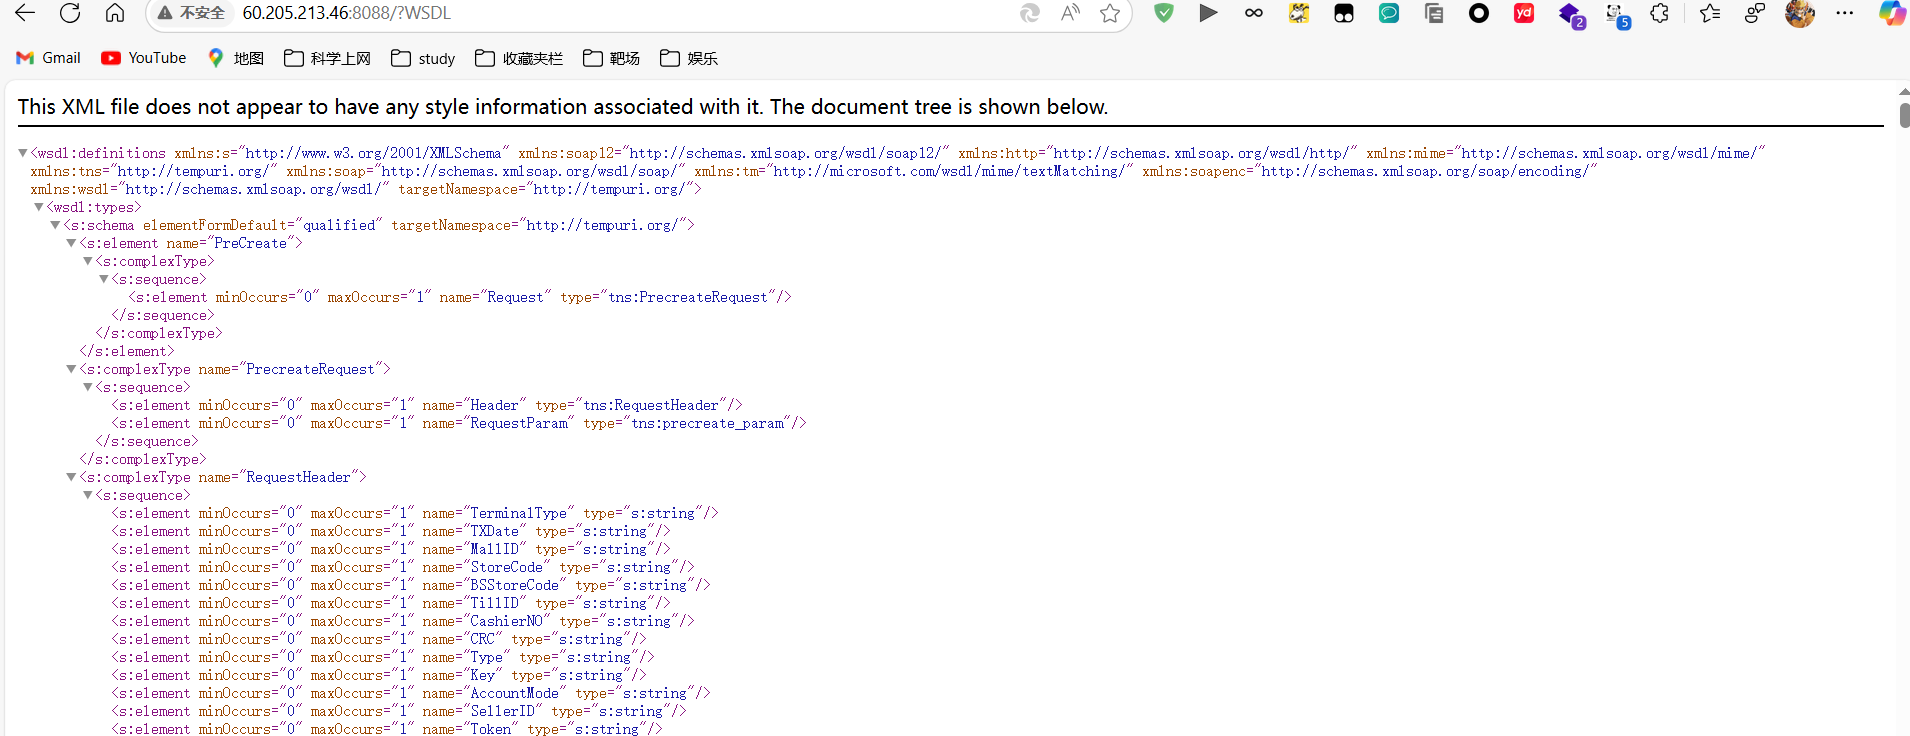 不安全 60.205.213.46:8088/?WSDL
yd 2 5
Gmail YouTube 地图 科学上网 study 收藏夹栏 靶场 娱乐
This XML file does not appear to have any style information associated with it. The document tree is shown below.
<wsdl:definitions xmlns:s="http://www.w3.org/2001/XMLSchema" xmlns:soap12="http://schemas.xmlsoap.org/wsdl/soap12/" xmlns:http="http://schemas.xmlsoap.org/wsdl/http/" xmlns:mime="http://schemas.xmlsoap.org/wsdl/mime/"
xmlns:tns="http://tempuri.org/" xmlns:soap="http://schemas.xmlsoap.org/wsdl/soap/" xmlns:tm="http://microsoft.com/wsdl/mime/textMatching/" xmlns:soapenc="http://schemas.xmlsoap.org/soap/encoding/"
xmlns:wsdl="http://schemas.xmlsoap.org/wsdl/" targetNamespace="http://tempuri.org/">
<wsdl:types>
<s:schema elementFormDefault="qualified" targetNamespace="http://tempuri.org/">
<s:element name="PreCreate">
<s:complexType>
<s:sequence>
<s:element minOccurs="0" maxOccurs="1" name="Request" type="tns:PrecreateRequest"/>
</s:sequence>
</s:complexType>
</s:element>
<s:complexType name="PrecreateRequest">
<s:sequence>
<s:element minOccurs="0" maxOccurs="1" name="Header" type="tns:RequestHeader"/>
<s:element minOccurs="0" maxOccurs="1" name="RequestParam" type="tns:precreate_param"/>
</s:sequence>
</s:complexType>
<s:complexType name="RequestHeader">
<s:sequence>
<s:element minOccurs="0" maxOccurs="1" name="TerminalType" type="s:string"/>
<s:element minOccurs="0" maxOccurs="1" name="TXDate" type="s:string"/>
<s:element minOccurs="0" maxOccurs="1" name="MallID" type="s:string"/>
<s:element minOccurs="0" maxOccurs="1" name="StoreCode" type="s:string"/>
<s:element minOccurs="0" maxOccurs="1" name="BSStoreCode" type="s:string"/>
<s:element minOccurs="0" maxOccurs="1" name="TillID" type="s:string"/>
<s:element minOccurs="0" maxOccurs="1" name="CashierNO" type="s:string"/>
<s:element minOccurs="0" maxOccurs="1" name="CRC" type="s:string"/>
<s:element minOccurs="0" maxOccurs="1" name="Type" type="s:string"/>
<s:element minOccurs="0" maxOccurs="1" name="Key" type="s:string"/>
<s:element minOccurs="0" maxOccurs="1" name="AccountMode" type="s:string"/>
<s:element minOccurs="0" maxOccurs="1" name="SellerID" type="s:string"/>
<s:element minOccurs="0" maxOccurs="1" name="Token" type="s:string"/>